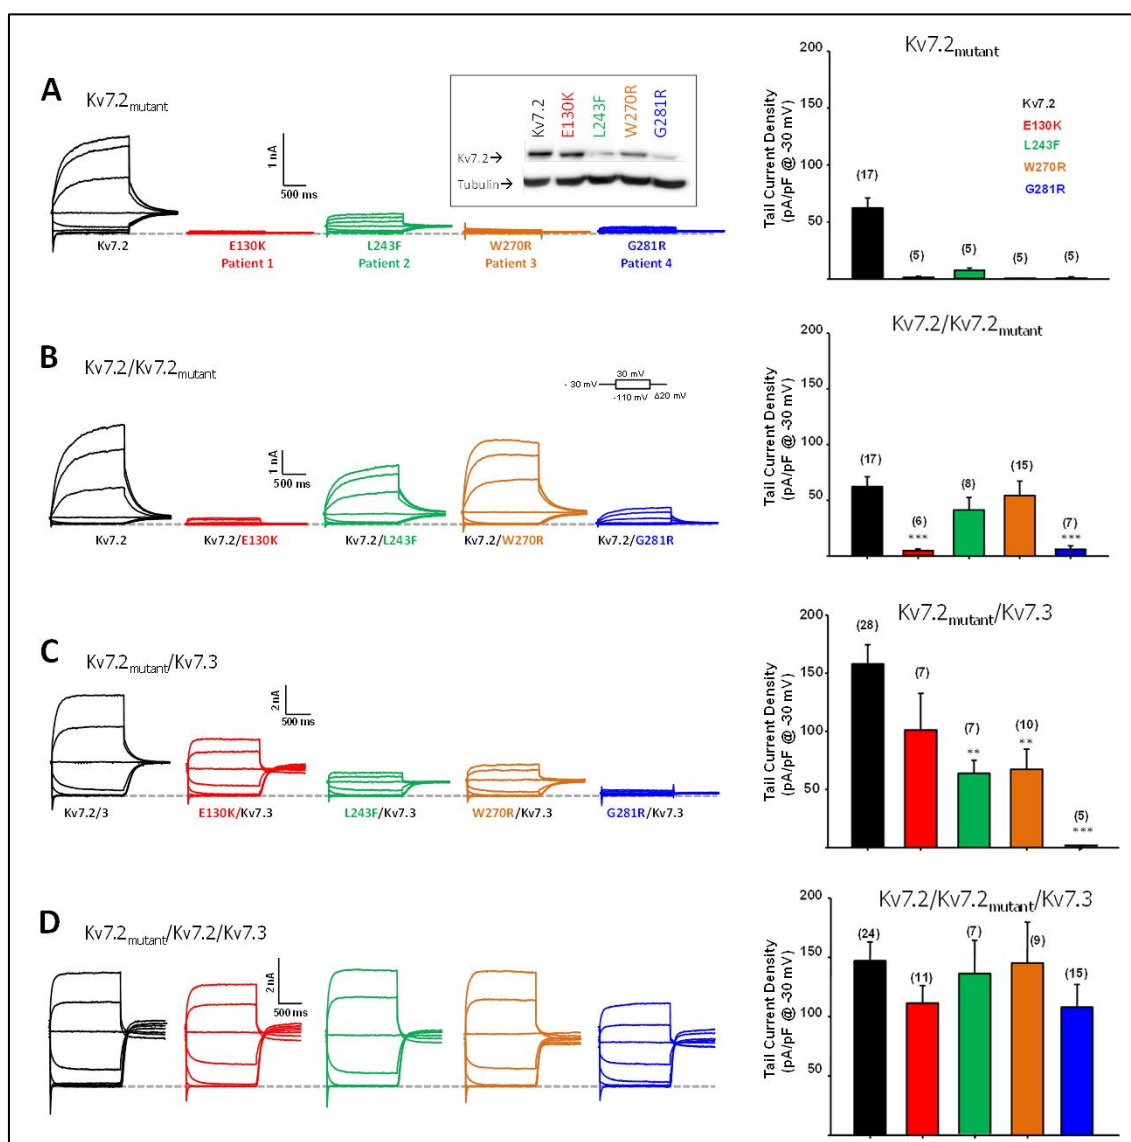 A
Kv7.2mutant
1 nA
500 ms
Kv7.2
E130K
L243F
W270R
G281R
Kv7.2→
Tubulin→
Kv7.2
E130K
Patient 1
L243F
Patient 2
W270R
Patient 3
G281R
Patient 4
Kv7.2mutant
Tail Current Density
(pA/pF @ -30 mV)
200
150
100
50
(17)
(5)
(5)
(5)
(5)
Kv7.2
E130K
L243F
W270R
G281R
B
Kv7.2/Kv7.2mutant
30 mV
- 30 mV
-110 mV
Δ20 mV
1 nA
500 ms
Kv7.2
Kv7.2/E130K
Kv7.2/L243F
Kv7.2/W270R
Kv7.2/G281R
Kv7.2/Kv7.2mutant
Tail Current Density
(pA/pF @ -30 mV)
200
150
100
50
(17)
(6)
***
(8)
(15)
(7)
***
C
Kv7.2mutant/Kv7.3
2 nA
500 ms
Kv7.2/3
E130K/Kv7.3
L243F/Kv7.3
W270R/Kv7.3
G281R/Kv7.3
Kv7.2mutant/Kv7.3
Tail Current Density
(pA/pF @ -30 mV)
200
150
100
50
(28)
(7)
(7)
**
(10)
**
(5)
***
D
Kv7.2mutant/Kv7.2/Kv7.3
2 nA
500 ms
Kv7.2/Kv7.2mutant/Kv7.3
Tail Current Density
(pA/pF @ -30 mV)
200
150
100
50
(24)
(11)
(7)
(9)
(15)